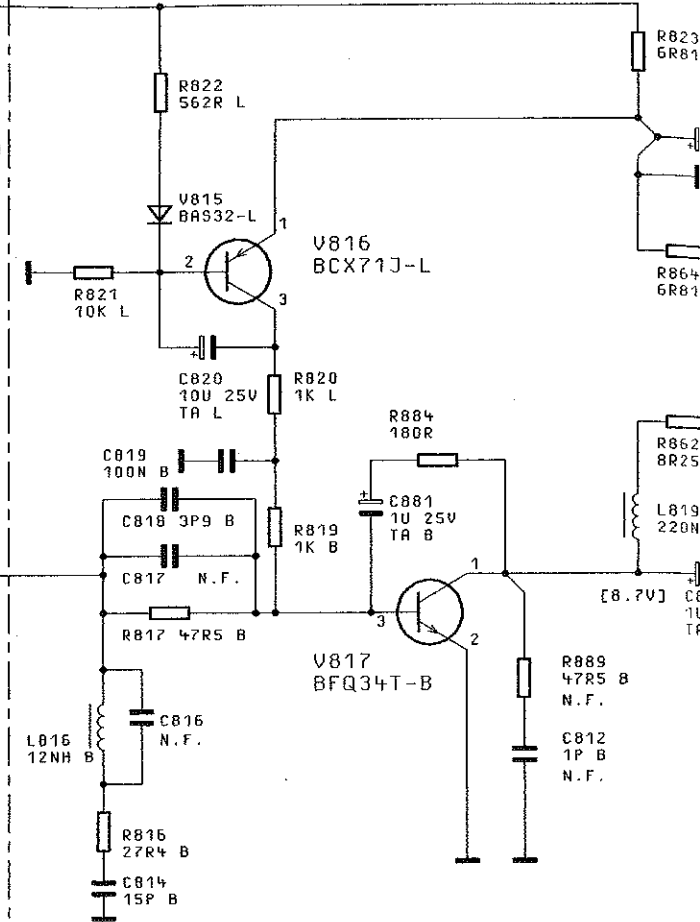 R823
6R81
R822
562R L
V815
BAS32-L
1
V816
BCX71J-L
2
R821
10K L
3
R864
6R81
C820
10U 25V
TA L
R820
1K L
R884
180R
C819
100N B
R862
8R25
C818 3P9 B
+
C881
1U 25V
TA B
R819
1K B
L819
220N
C817 N.F.
1
[8.7V]
R817 47R5 B
3
2
V817
BFQ34T-B
R889
47R5 B
N.F.
L816
12NH B
C816
N.F.
C812
1P B
N.F.
R816
27R4 B
C814
15P B